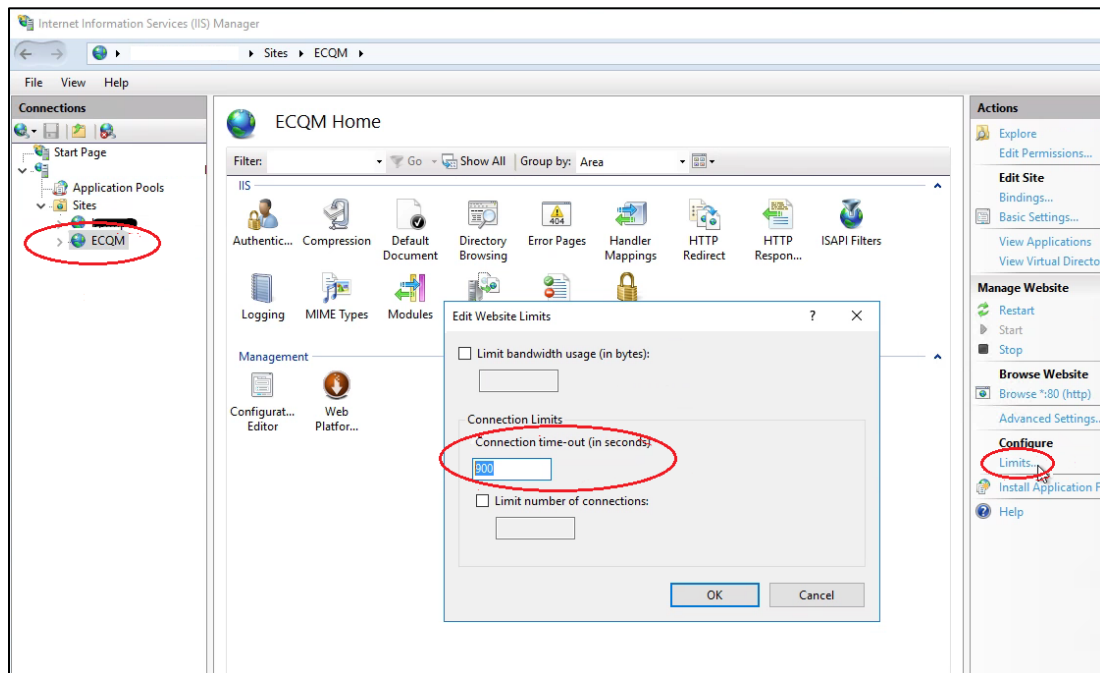 Internet Information Services (IIS) Manager
Sites ECQM
File View Help
Connections
Start Page
Application Pools
Sites
ECQM
ECQM Home
Filter: Go Show All Group by: Area
IIS
Authentic... Compression Default Document Directory Browsing Error Pages Handler Mappings HTTP Redirect HTTP Respon... ISAPI Filters
Logging MIME Types Modules
Management
Configurat... Editor Web Platfor...
Edit Website Limits ?
Limit bandwidth usage (in bytes):
Connection Limits
Connection time-out (in seconds)
900
Limit number of connections:
OK Cancel
Actions
Explore
Edit Permissions...
Edit Site
Bindings...
Basic Settings...
View Applications
View Virtual Directo
Manage Website
Restart
Start
Stop
Browse Website
Browse *:80 (http)
Advanced Settings..
Configure
Limits...
Install Application F
Help